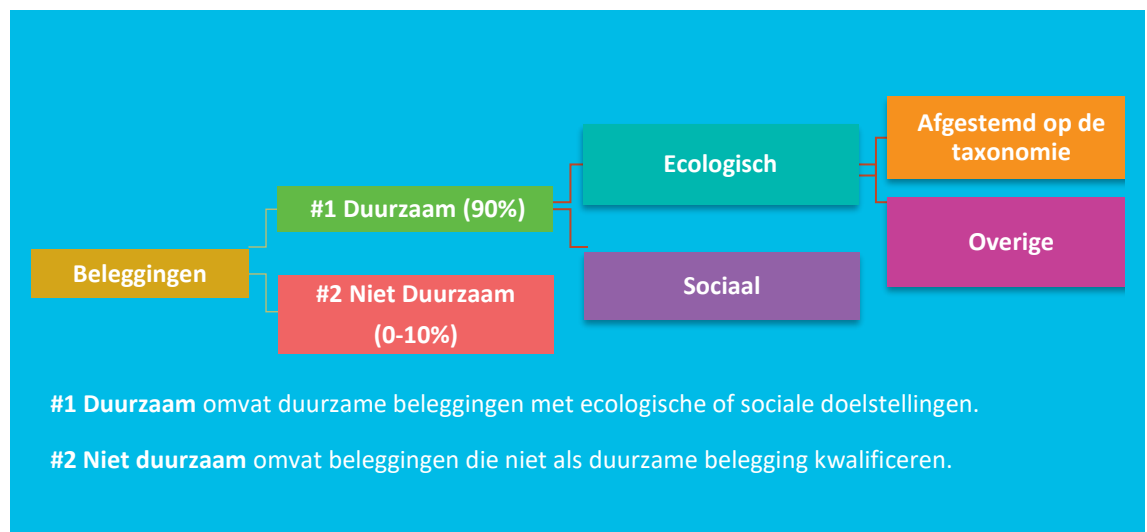 Beleggingen
#1 Duurzaam (90%)
#2 Niet Duurzaam
(0-10%)
Ecologisch
Sociaal
Afgestemd op de
taxonomie
Overige
#1 Duurzaam omvat duurzame beleggingen met ecologische of sociale doelstellingen.
#2 Niet duurzaam omvat beleggingen die niet als duurzame belegging kwalificeren.